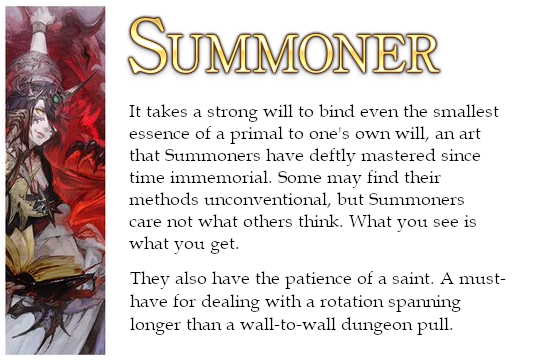 SUMMONER
It takes a strong will to bind even the smallest
essence of a primal to one's own will, an art
that Summoners have deftly mastered since
time immemorial. Some may find their
methods unconventional, but Summoners
care not what others think. What you see is
what you get.
They also have the patience of a saint. A must-
have for dealing with a rotation spanning
longer than a wall-to-wall dungeon pull.